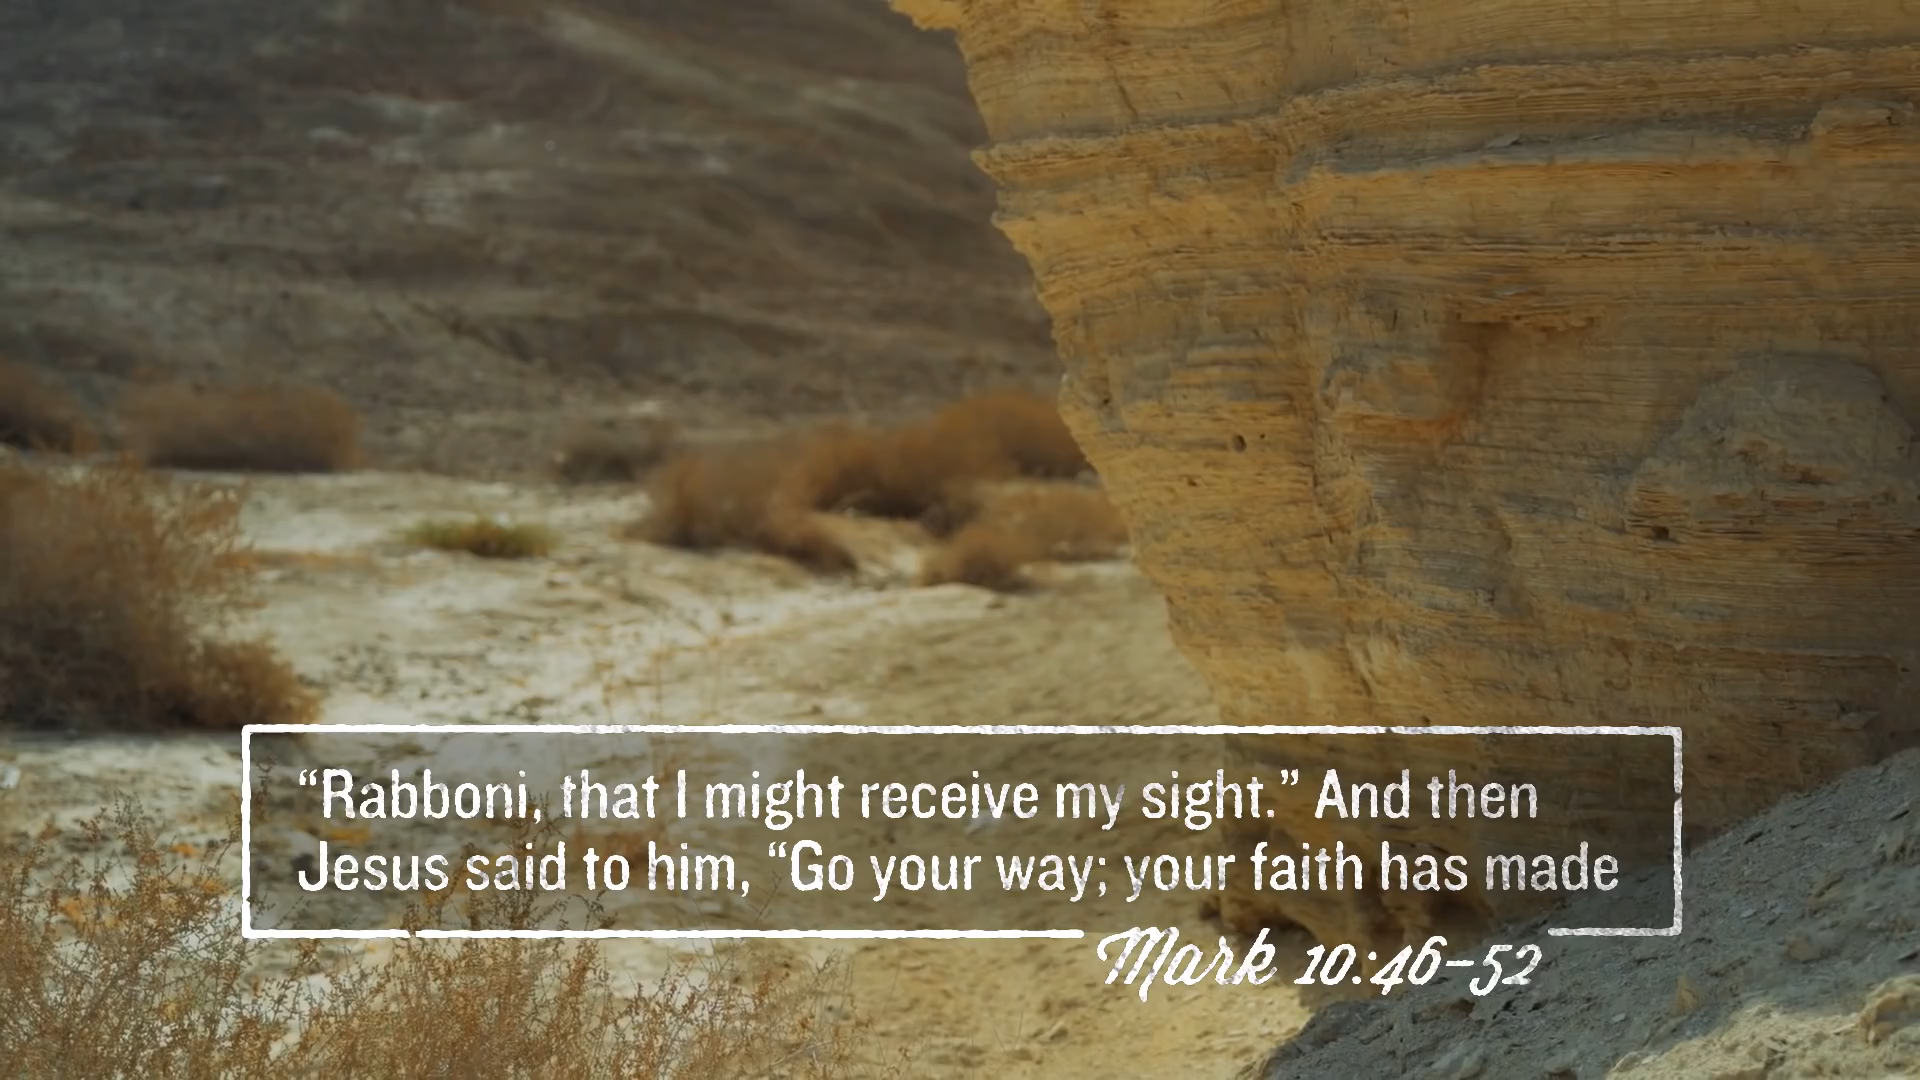 “Rabboni, that I might receive my sight.” And then
Jesus said to him, “Go your way; your faith has made
Mark 10:46–52